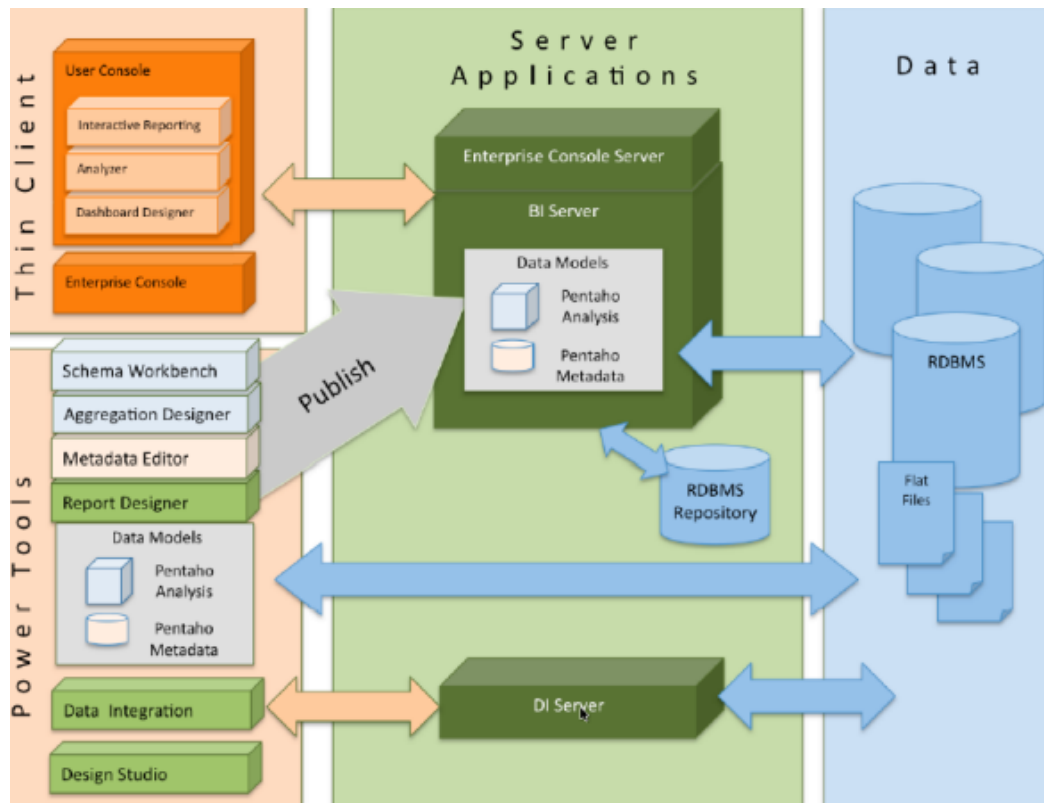 Thin Client
User Console
Interactive Reporting
Analyzer
Dashboard Designer
Enterprise Console
Power Tools
Schema Workbench
Aggregation Designer
Metadata Editor
Report Designer
Data Models
Pentaho
Analysis
Pentaho
Metadata
Data Integration
Design Studio
Publish
Server
Applications
Enterprise Console Server
BI Server
Data Models
Pentaho
Analysis
Pentaho
Metadata
RDBMS
Repository
DI Server
Data
RDBMS
Flat
Files